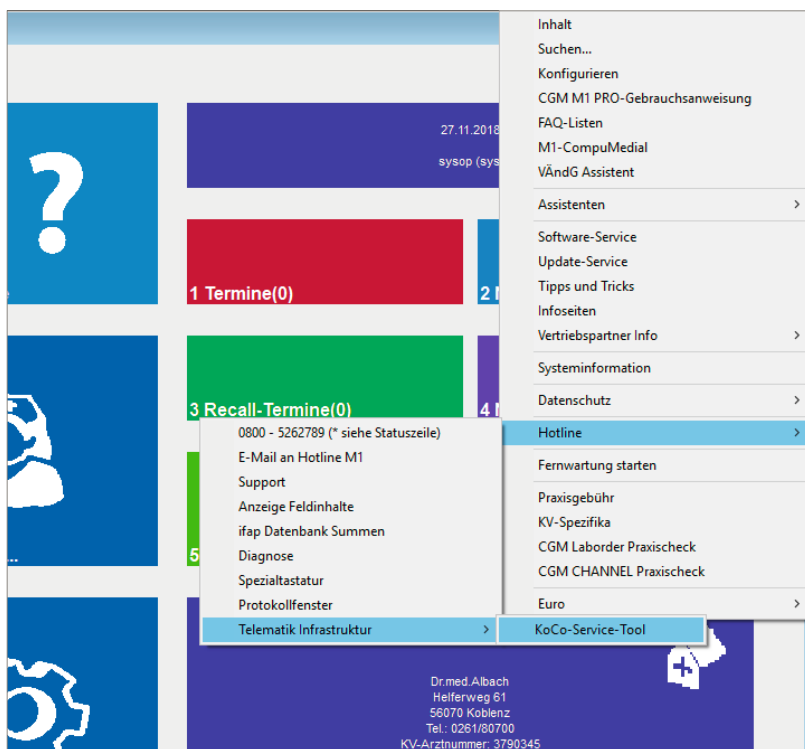 Inhalt
Suchen...
Konfigurieren
CGM M1 PRO-Gebrauchsanweisung
FAQ-Listen
M1-CompuMedial
VÄndG Assistent
Assistenten
Software-Service
Update-Service
Tipps und Tricks
Infoseiten
Vertriebspartner Info
Systeminformation
Datenschutz
Hotline
Fernwartung starten
Praxisgebühr
KV-Spezifika
CGM Laborder Praxischeck
CGM CHANNEL Praxischeck
Euro
27.11.2018
sysop (sys
?
1 Termine(0)
2
3 Recall-Termine(0)
4
5
...
0800 - 5262789 (* siehe Statuszeile)
E-Mail an Hotline M1
Support
Anzeige Feldinhalte
ifap Datenbank Summen
Diagnose
Spezialtastatur
Protokollfenster
Telematik Infrastruktur
KoCo-Service-Tool
Dr.med.Albach
Helferweg 61
56070 Koblenz
Tel.: 0261/80700
KV-Arztnummer: 3790345